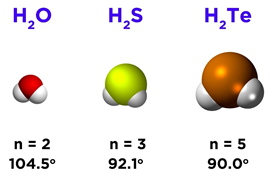 H₂O H₂S H₂Te
n = 2 n = 3 n = 5
104.5° 92.1° 90.0°